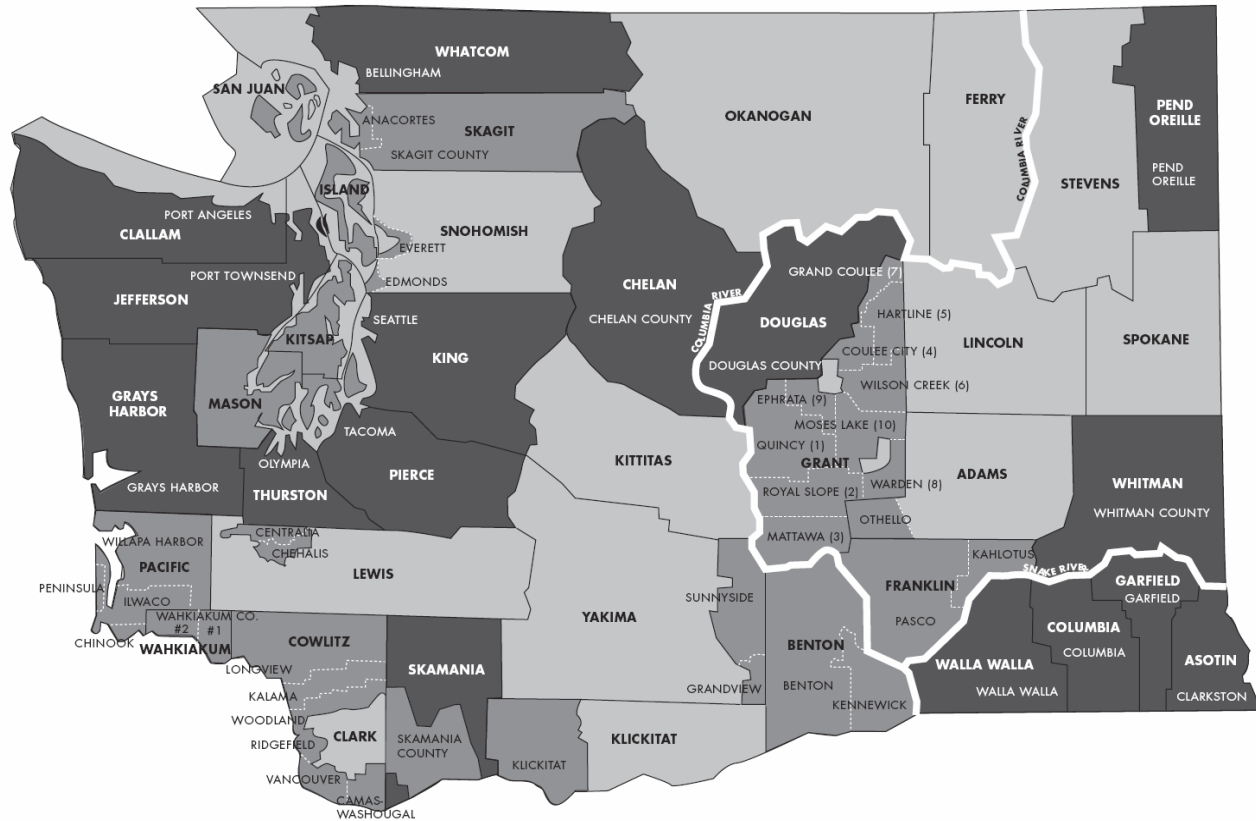 WHATCOM
BELLINGHAM
SAN JUAN
ANACORTES
SKAGIT
SKAGIT COUNTY
OKANOGAN
FERRY
COLUMBIA RIVER
STEVENS
PEND
OREILLE
PEND
OREILLE
ISLAND
PORT ANGELES
CLALLAM
SNOHOMISH
EVERETT
EDMONDS
PORT TOWNSEND
JEFFERSON
SEATTLE
KITSAP
KING
CHELAN
CHELAN COUNTY
COLUMBIA RIVER
DOUGLAS
DOUGLAS COUNTY
GRAND COULEE (7)
HARTLINE (5)
COULEE CITY (4)
WILSON CREEK (6)
EPHRATA (9)
MOSES LAKE (10)
QUINCY (1)
GRANT
ROYAL SLOPE (2)
WARDEN (8)
MATTAWA (3)
OTHELLO
LINCOLN
SPOKANE
ADAMS
WHITMAN
WHITMAN COUNTY
GRAYS
HARBOR
GRAYS HARBOR
MASON
TACOMA
OLYMPIA
THURSTON
PIERCE
KITTITAS
WILLAPA HARBOR
PACIFIC
PENINSULA
ILWACO
CHINOOK
CENTRALIA
CHEHALIS
LEWIS
WAHKIAKUM CO.
#2
#1
WAHKIAKUM
COWLITZ
LONGVIEW
KALAMA
WOODLAND
RIDGEFIELD
CLARK
VANCOUVER
CAMAS-
WASHOUGAL
SKAMANIA
SKAMANIA
COUNTY
YAKIMA
SUNNYSIDE
GRANDVIEW
KLICKITAT
KLICKITAT
BENTON
BENTON
KENNEWICK
FRANKLIN
KAHLOTUS
PASCO
SNAKE RIVER
WALLA WALLA
WALLA WALLA
COLUMBIA
COLUMBIA
GARFIELD
GARFIELD
ASOTIN
CLARKSTON